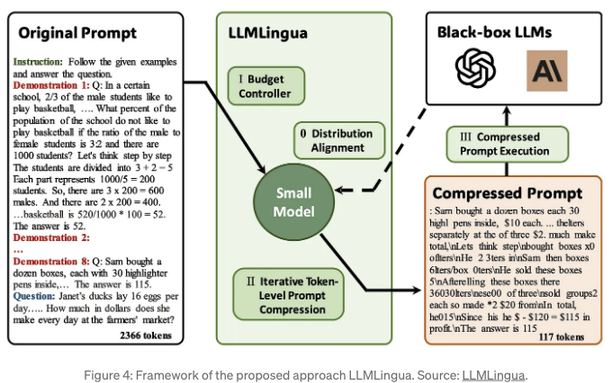 Original Prompt
Instruction: Follow the given examples
and answer the question.
Demonstration 1: Q: In a certain
school, 2/3 of the male students like to
play basketball, …. What percent of the
population of the school do not like to
play basketball if the ratio of the male to
female students is 3:2 and there are
1000 students? Let's think step by step
The students are divided into 3 + 2 = 5
Each part represents 1000/5 = 200
students. So, there are 3 x 200 = 600
males. And there are 2 x 200 = 400.
…basketball is 520/1000 * 100 = 52.
The answer is 52.
Demonstration 2:
…
Demonstration 8: Q: Sam bought a
dozen boxes, each with 30 highlighter
pens inside,… The answer is 115.
Question: Janet's ducks lay 16 eggs per
day….. How much in dollars does she
make every day at the farmers' market?
2366 tokens
LLMLingua
I Budget
Controller
0 Distribution
Alignment
Small
Model
II Iterative Token-
Level Prompt
Compression
Black-box LLMs
III Compressed
Prompt Execution
Compressed Prompt
: Sam bought a dozen boxes each 30
highl pens inside, $10 each. ... thelters
separately at the of three $2. much make
total,\nLets think step\nbought boxes x0
oflters\nHe 2 3ters in\nSam then boxes
6lters/box 0ters\nHe sold these boxes
5\nAfterelling these boxes there
36030lters\nese00 of three\nsold groups2
each so made *2 $20 from\nIn total,
he015\nSince his he $ - $120 = $115 in
profit.\nThe answer is 115
117 tokens
Figure 4: Framework of the proposed approach LLMLingua. Source: LLMLingua.